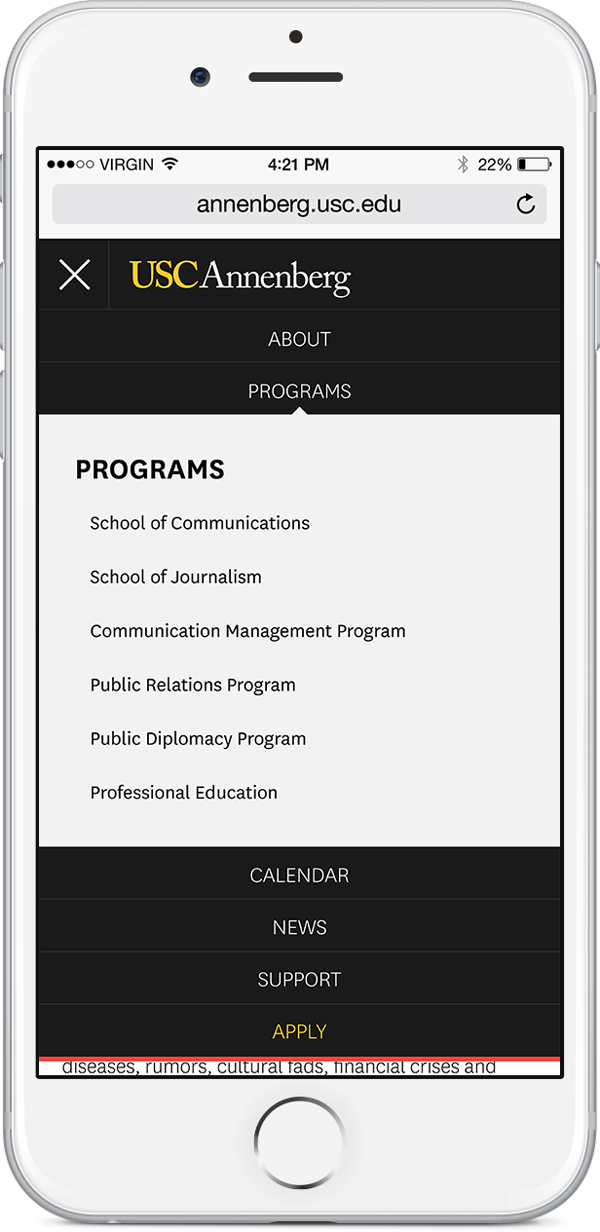 VIRGIN 4:21 PM 22%
annenberg.usc.edu
USC Annenberg
ABOUT
PROGRAMS
PROGRAMS
School of Communications
School of Journalism
Communication Management Program
Public Relations Program
Public Diplomacy Program
Professional Education
CALENDAR
NEWS
SUPPORT
APPLY
diseases, rumors, cultural fads, financial crises and